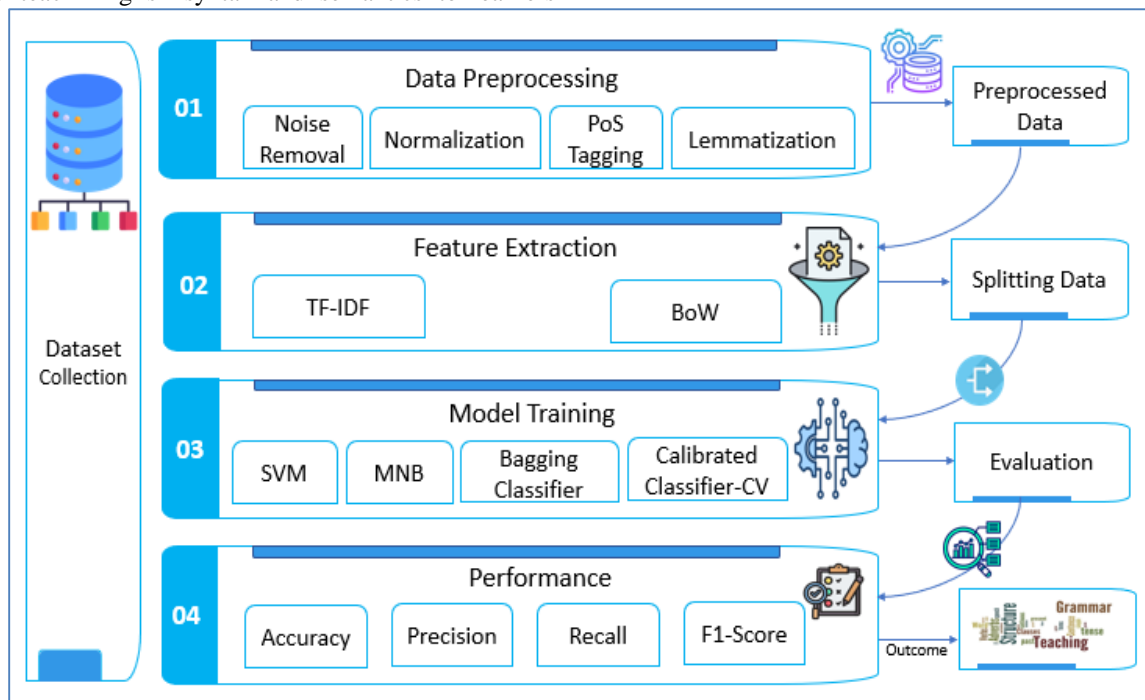 Dataset
Collection
01
Data Preprocessing
Noise
Removal
Normalization
PoS
Tagging
Lemmatization
Preprocessed
Data
02
Feature Extraction
TF-IDF
BoW
Splitting Data
03
Model Training
SVM
MNB
Bagging
Classifier
Calibrated
Classifier-CV
Evaluation
04
Performance
Accuracy
Precision
Recall
F1-Score
Outcome
Grammar
Structure
tense
Teaching